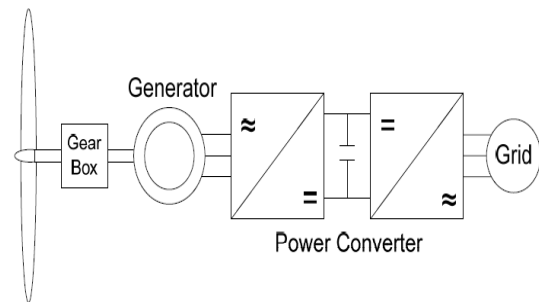 Generator
Gear
Box
≈
=
=
≈
Grid
Power Converter